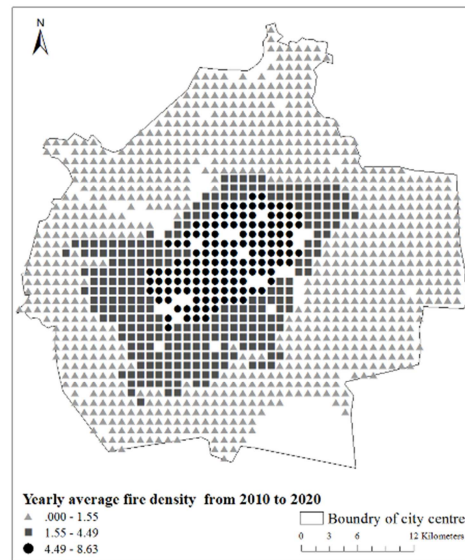 N
Yearly average fire density from 2010 to 2020
.000 - 1.55
1.55 - 4.49
4.49 - 8.63
Boundry of city centre
0 3 6 12 Kilometers